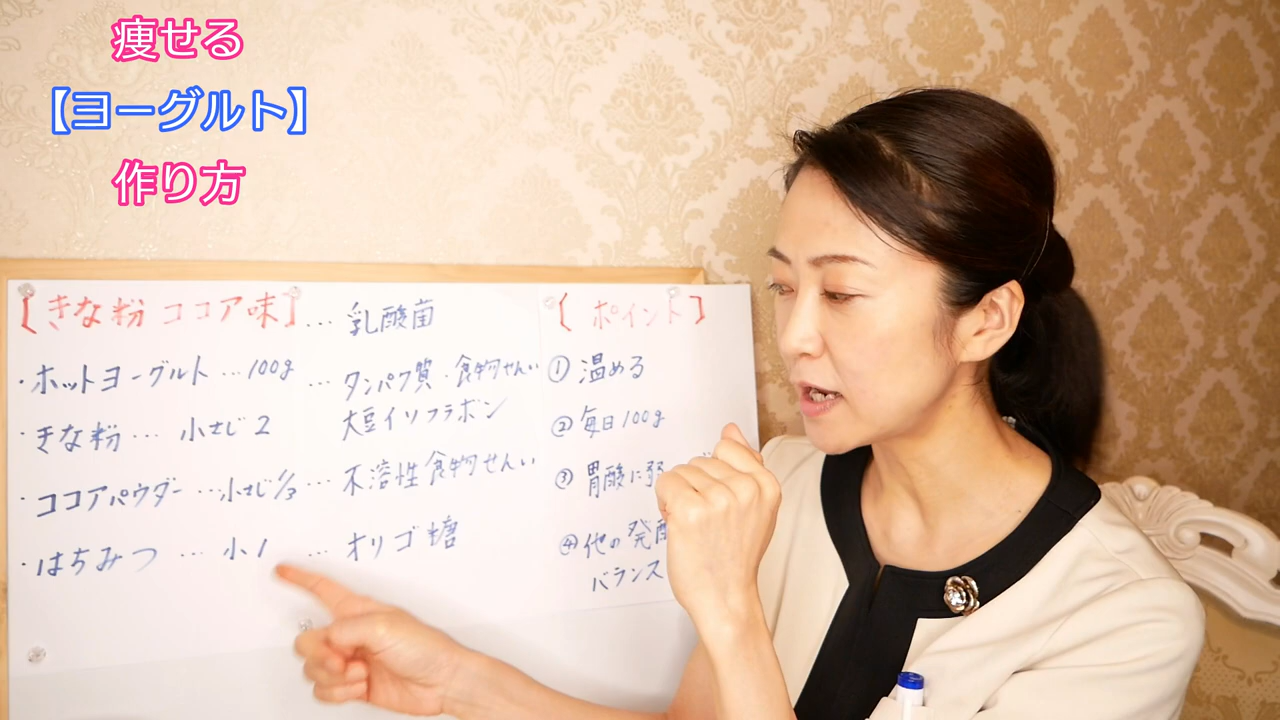 痩せる
【ヨーグルト】
作り方
【きな粉 ココア味】… 乳酸菌
・ホットヨーグルト … 100g … タンパク質・食物せんい
大豆イソフラボン
・きな粉 … 小さじ 2
・ココアパウダー … 小さじ 1/3 … 不溶性食物せんい
・はちみつ … 小 1 … オリゴ糖
【ポイント】
① 温める
② 毎日 100g
③ 胃酸に弱
④ 他の発酵
バランス